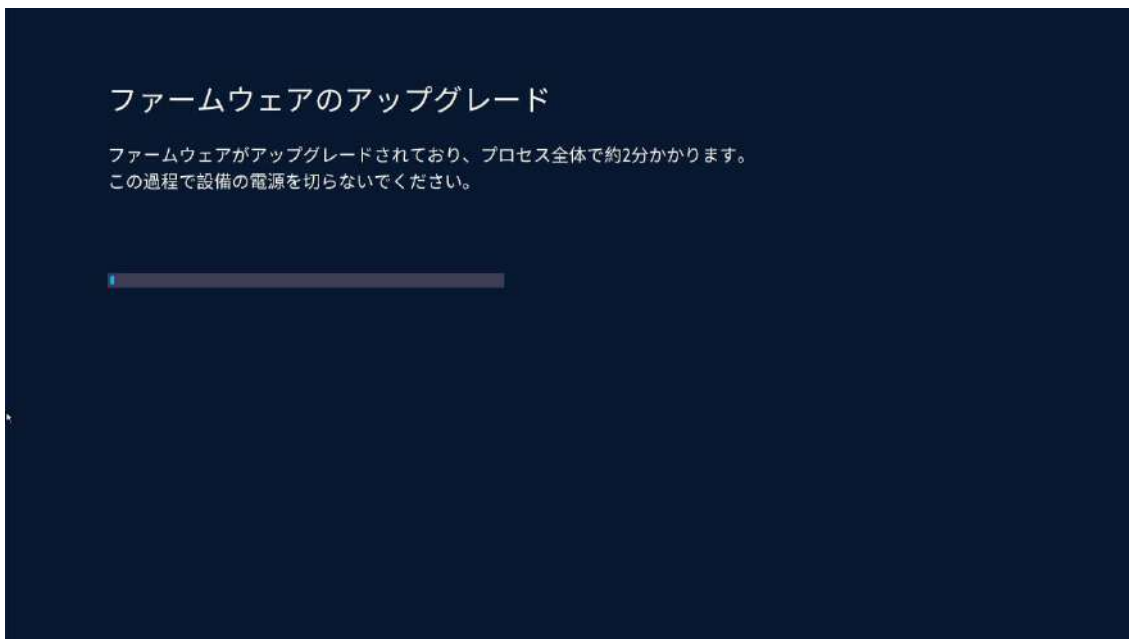 ファームウェアのアップグレード
ファームウェアがアップグレードされており、プロセス全体で約2分かかります。
この過程で設備の電源を切らないでください。